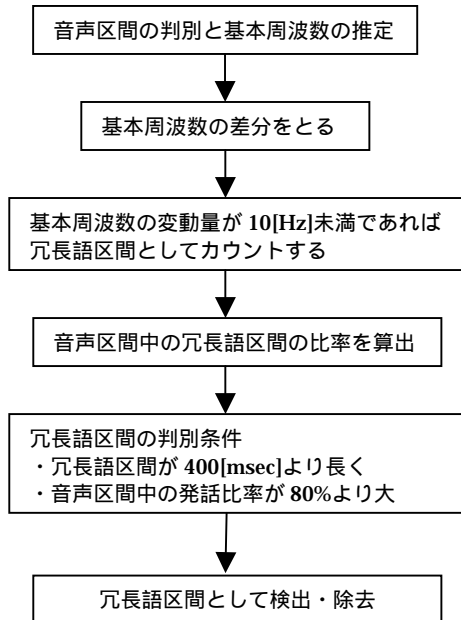 音声区間の判別と基本周波数の推定
基本周波数の差分をとる
基本周波数の変動量が 10[Hz]未満であれば
冗長語区間としてカウントする
音声区間中の冗長語区間の比率を算出
冗長語区間の判別条件
・冗長語区間が 400[msec]より長く
・音声区間中の発話比率が 80%より大
冗長語区間として検出・除去